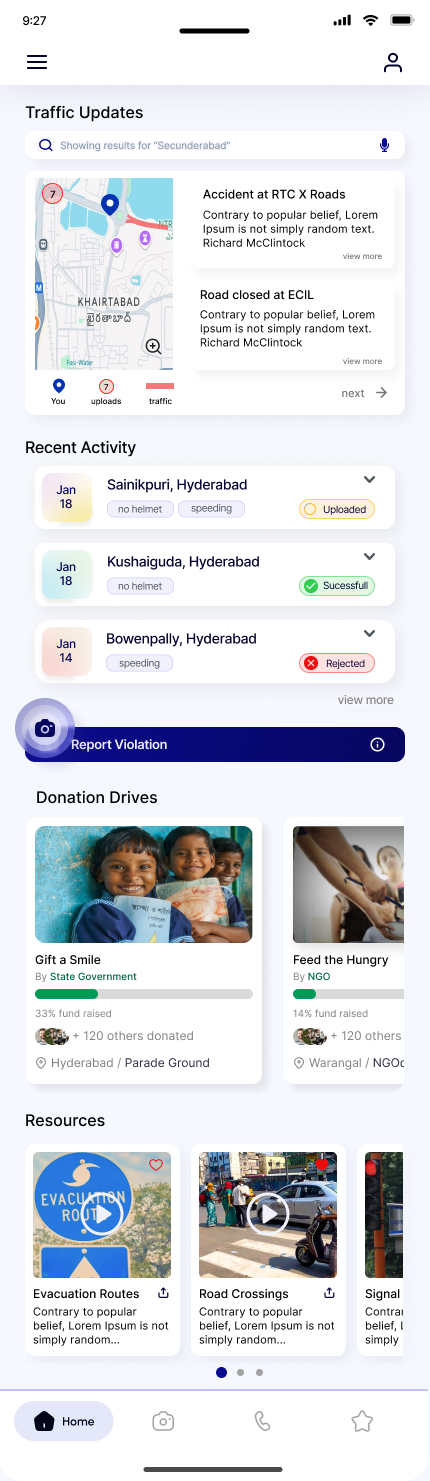 9:27
Traffic Updates
Showing results for “Secunderabad”
7
KHAIRTABAD
ఖైరతాబాద్
You
7
uploads
traffic
Accident at RTC X Roads
Contrary to popular belief, Lorem
Ipsum is not simply random text.
Richard McClintock
view more
Road closed at ECIL
Contrary to popular belief, Lorem
Ipsum is not simply random text.
Richard McClintock
view more
next
Recent Activity
Jan
18
Sainikpuri, Hyderabad
no helmet
speeding
Uploaded
Jan
18
Kushaiguda, Hyderabad
no helmet
Sucessfull
Jan
14
Bowenpally, Hyderabad
speeding
Rejected
view more
Report Violation
Donation Drives
Gift a Smile
By State Government
33% fund raised
+ 120 others donated
Hyderabad / Parade Ground
Feed the Hungry
By NGO
14% fund raised
+ 120 others
Warangal / NGO
Resources
EVACUATION
ROUTE
Evacuation Routes
Contrary to popular
belief, Lorem Ipsum is not
simply random...
Road Crossings
Contrary to popular
belief, Lorem Ipsum is not
simply random...
Signal
Contrar
belief, L
simply
Home